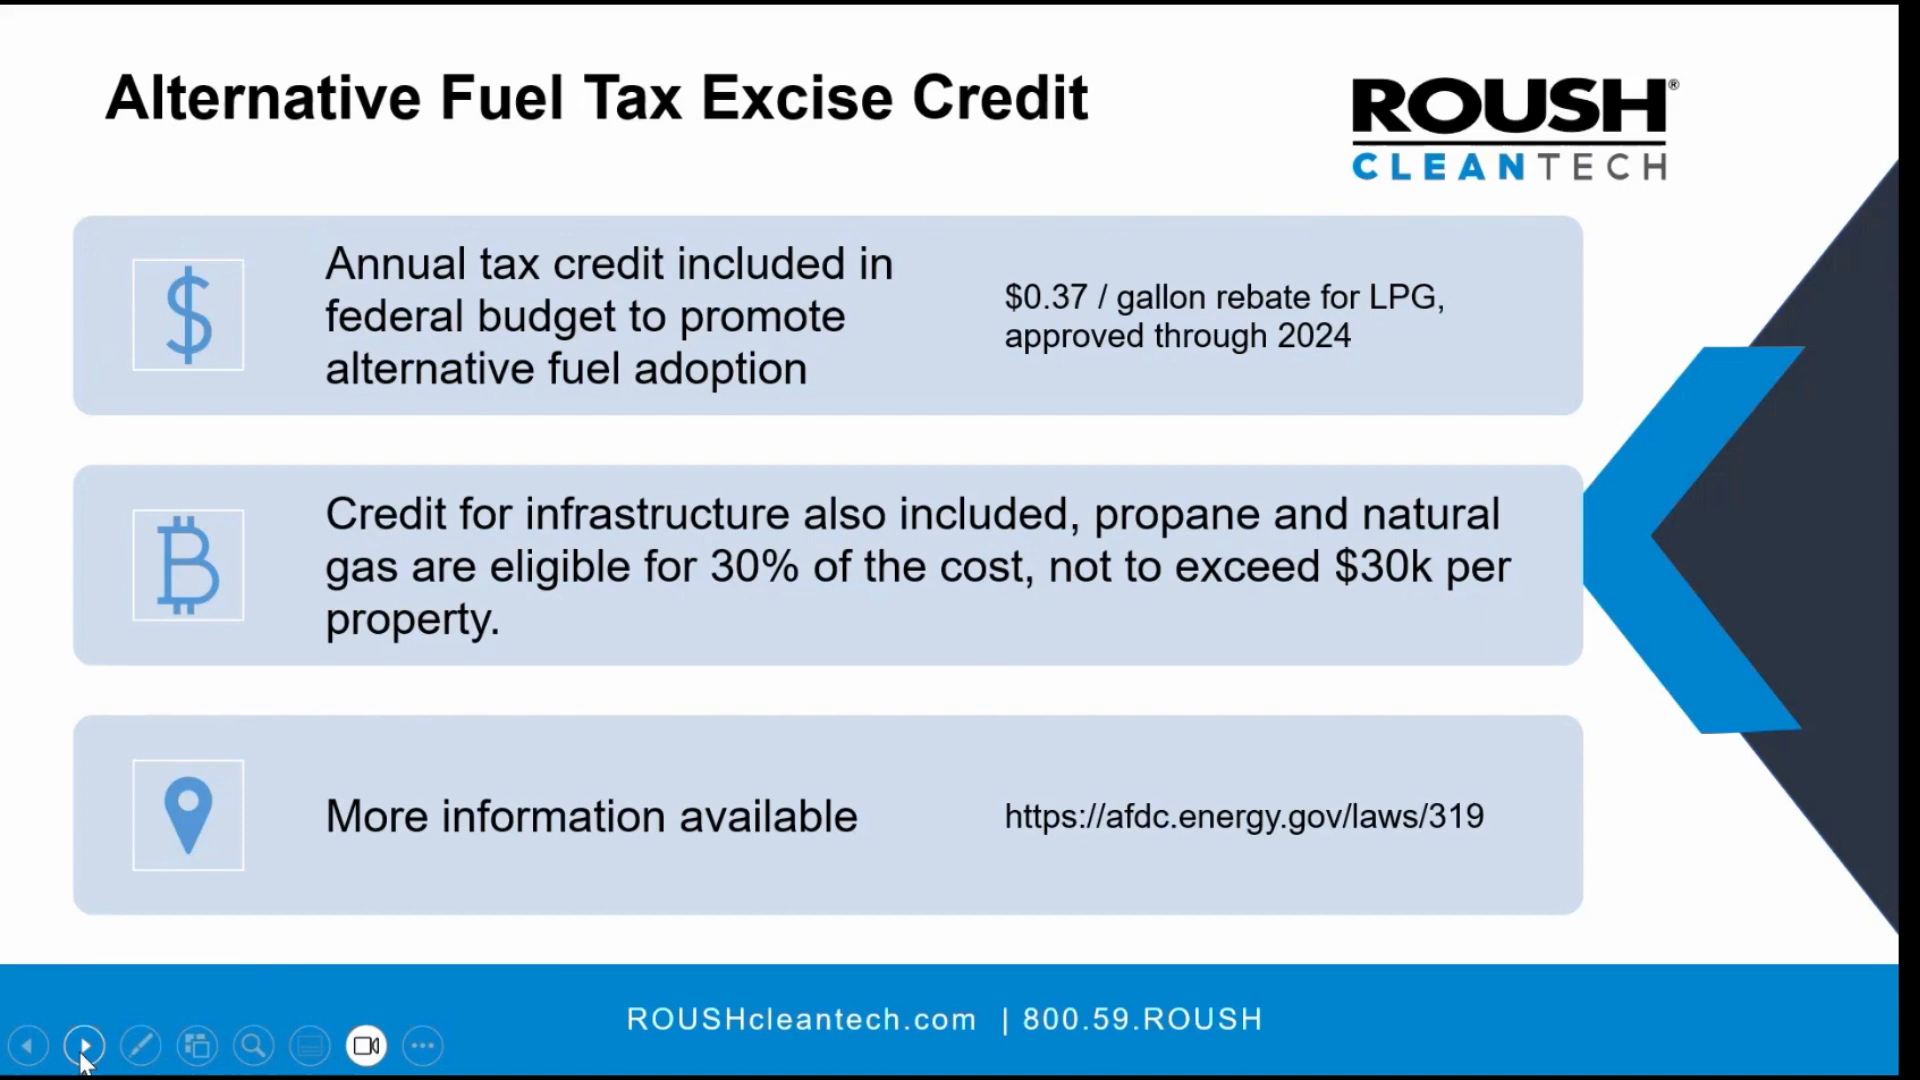 Alternative Fuel Tax Excise Credit
ROUSH®
CLEANTECH
Annual tax credit included in
federal budget to promote
alternative fuel adoption
$0.37 / gallon rebate for LPG,
approved through 2024
Credit for infrastructure also included, propane and natural
gas are eligible for 30% of the cost, not to exceed $30k per
property.
More information available
https://afdc.energy.gov/laws/319
ROUSHcleantech.com | 800.59.ROUSH